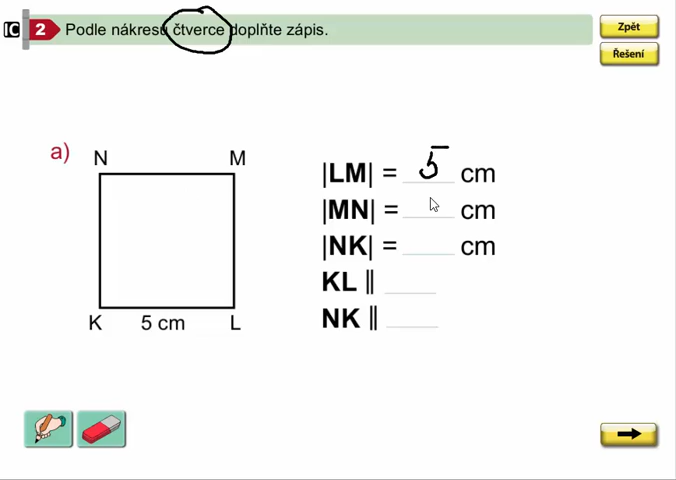 2 Podle nákresu čtverce doplňte zápis.
Zpět
Řešení
a)
N M
K 5 cm L
|LM| = 5 cm
|MN| = cm
|NK| = cm
KL ∥
NK ∥